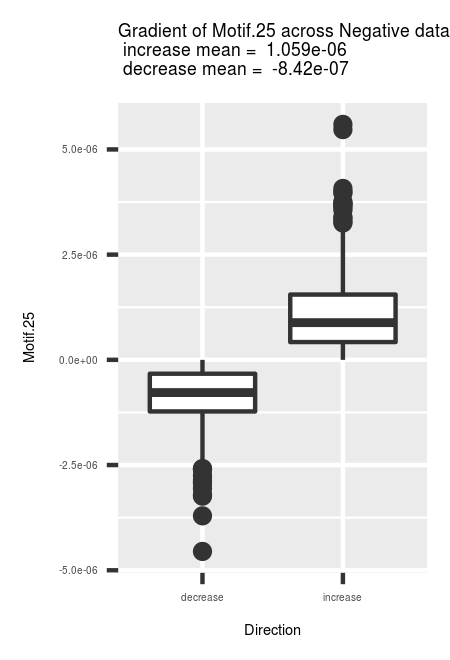 Gradient of Motif.25 across Negative data
increase mean =  1.059e-06
decrease mean =  -8.42e-07
5.0e-06
2.5e-06
0.0e+00
-2.5e-06
-5.0e-06
Motif.25
decrease increase
Direction